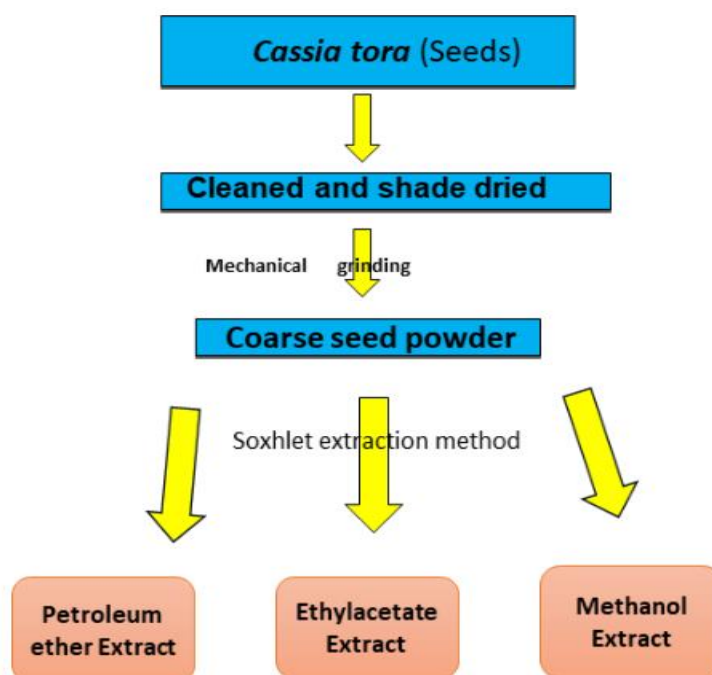 Cassia tora (Seeds)
Cleaned and shade dried
Mechanical grinding
Coarse seed powder
Soxhlet extraction method
Petroleum
ether Extract
Ethylacetate
Extract
Methanol
Extract